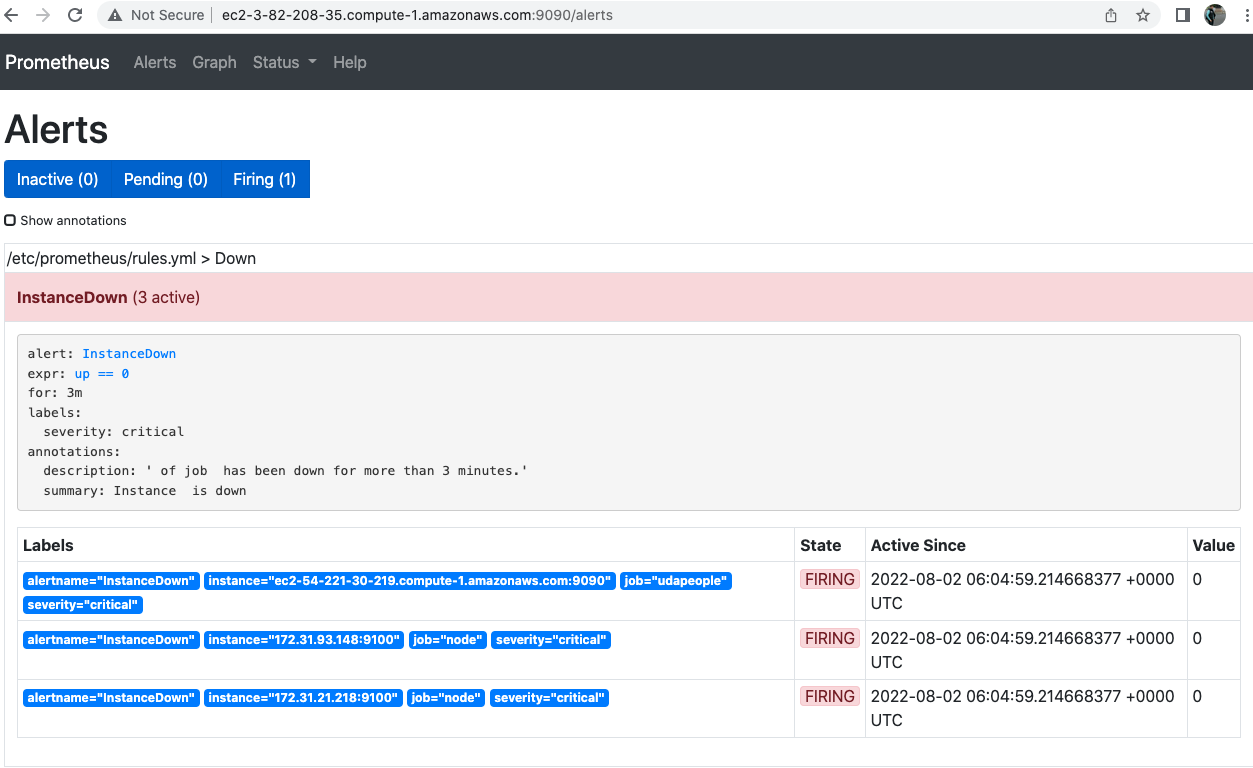 Not Secure ec2-3-82-208-35.compute-1.amazonaws.com:9090/alerts
Prometheus Alerts Graph Status Help
Alerts
Inactive (0) Pending (0) Firing (1)
Show annotations
/etc/prometheus/rules.yml > Down
InstanceDown (3 active)
alert: InstanceDown
expr: up == 0
for: 3m
labels:
  severity: critical
annotations:
  description: ' of job  has been down for more than 3 minutes.'
  summary: Instance  is down
Labels State Active Since Value
alertname="InstanceDown" instance="ec2-54-221-30-219.compute-1.amazonaws.com:9090" job="udapeople" FIRING 2022-08-02 06:04:59.214668377 +0000 0
severity="critical" UTC
alertname="InstanceDown" instance="172.31.93.148:9100" job="node" severity="critical" FIRING 2022-08-02 06:04:59.214668377 +0000 0
UTC
alertname="InstanceDown" instance="172.31.21.218:9100" job="node" severity="critical" FIRING 2022-08-02 06:04:59.214668377 +0000 0
UTC